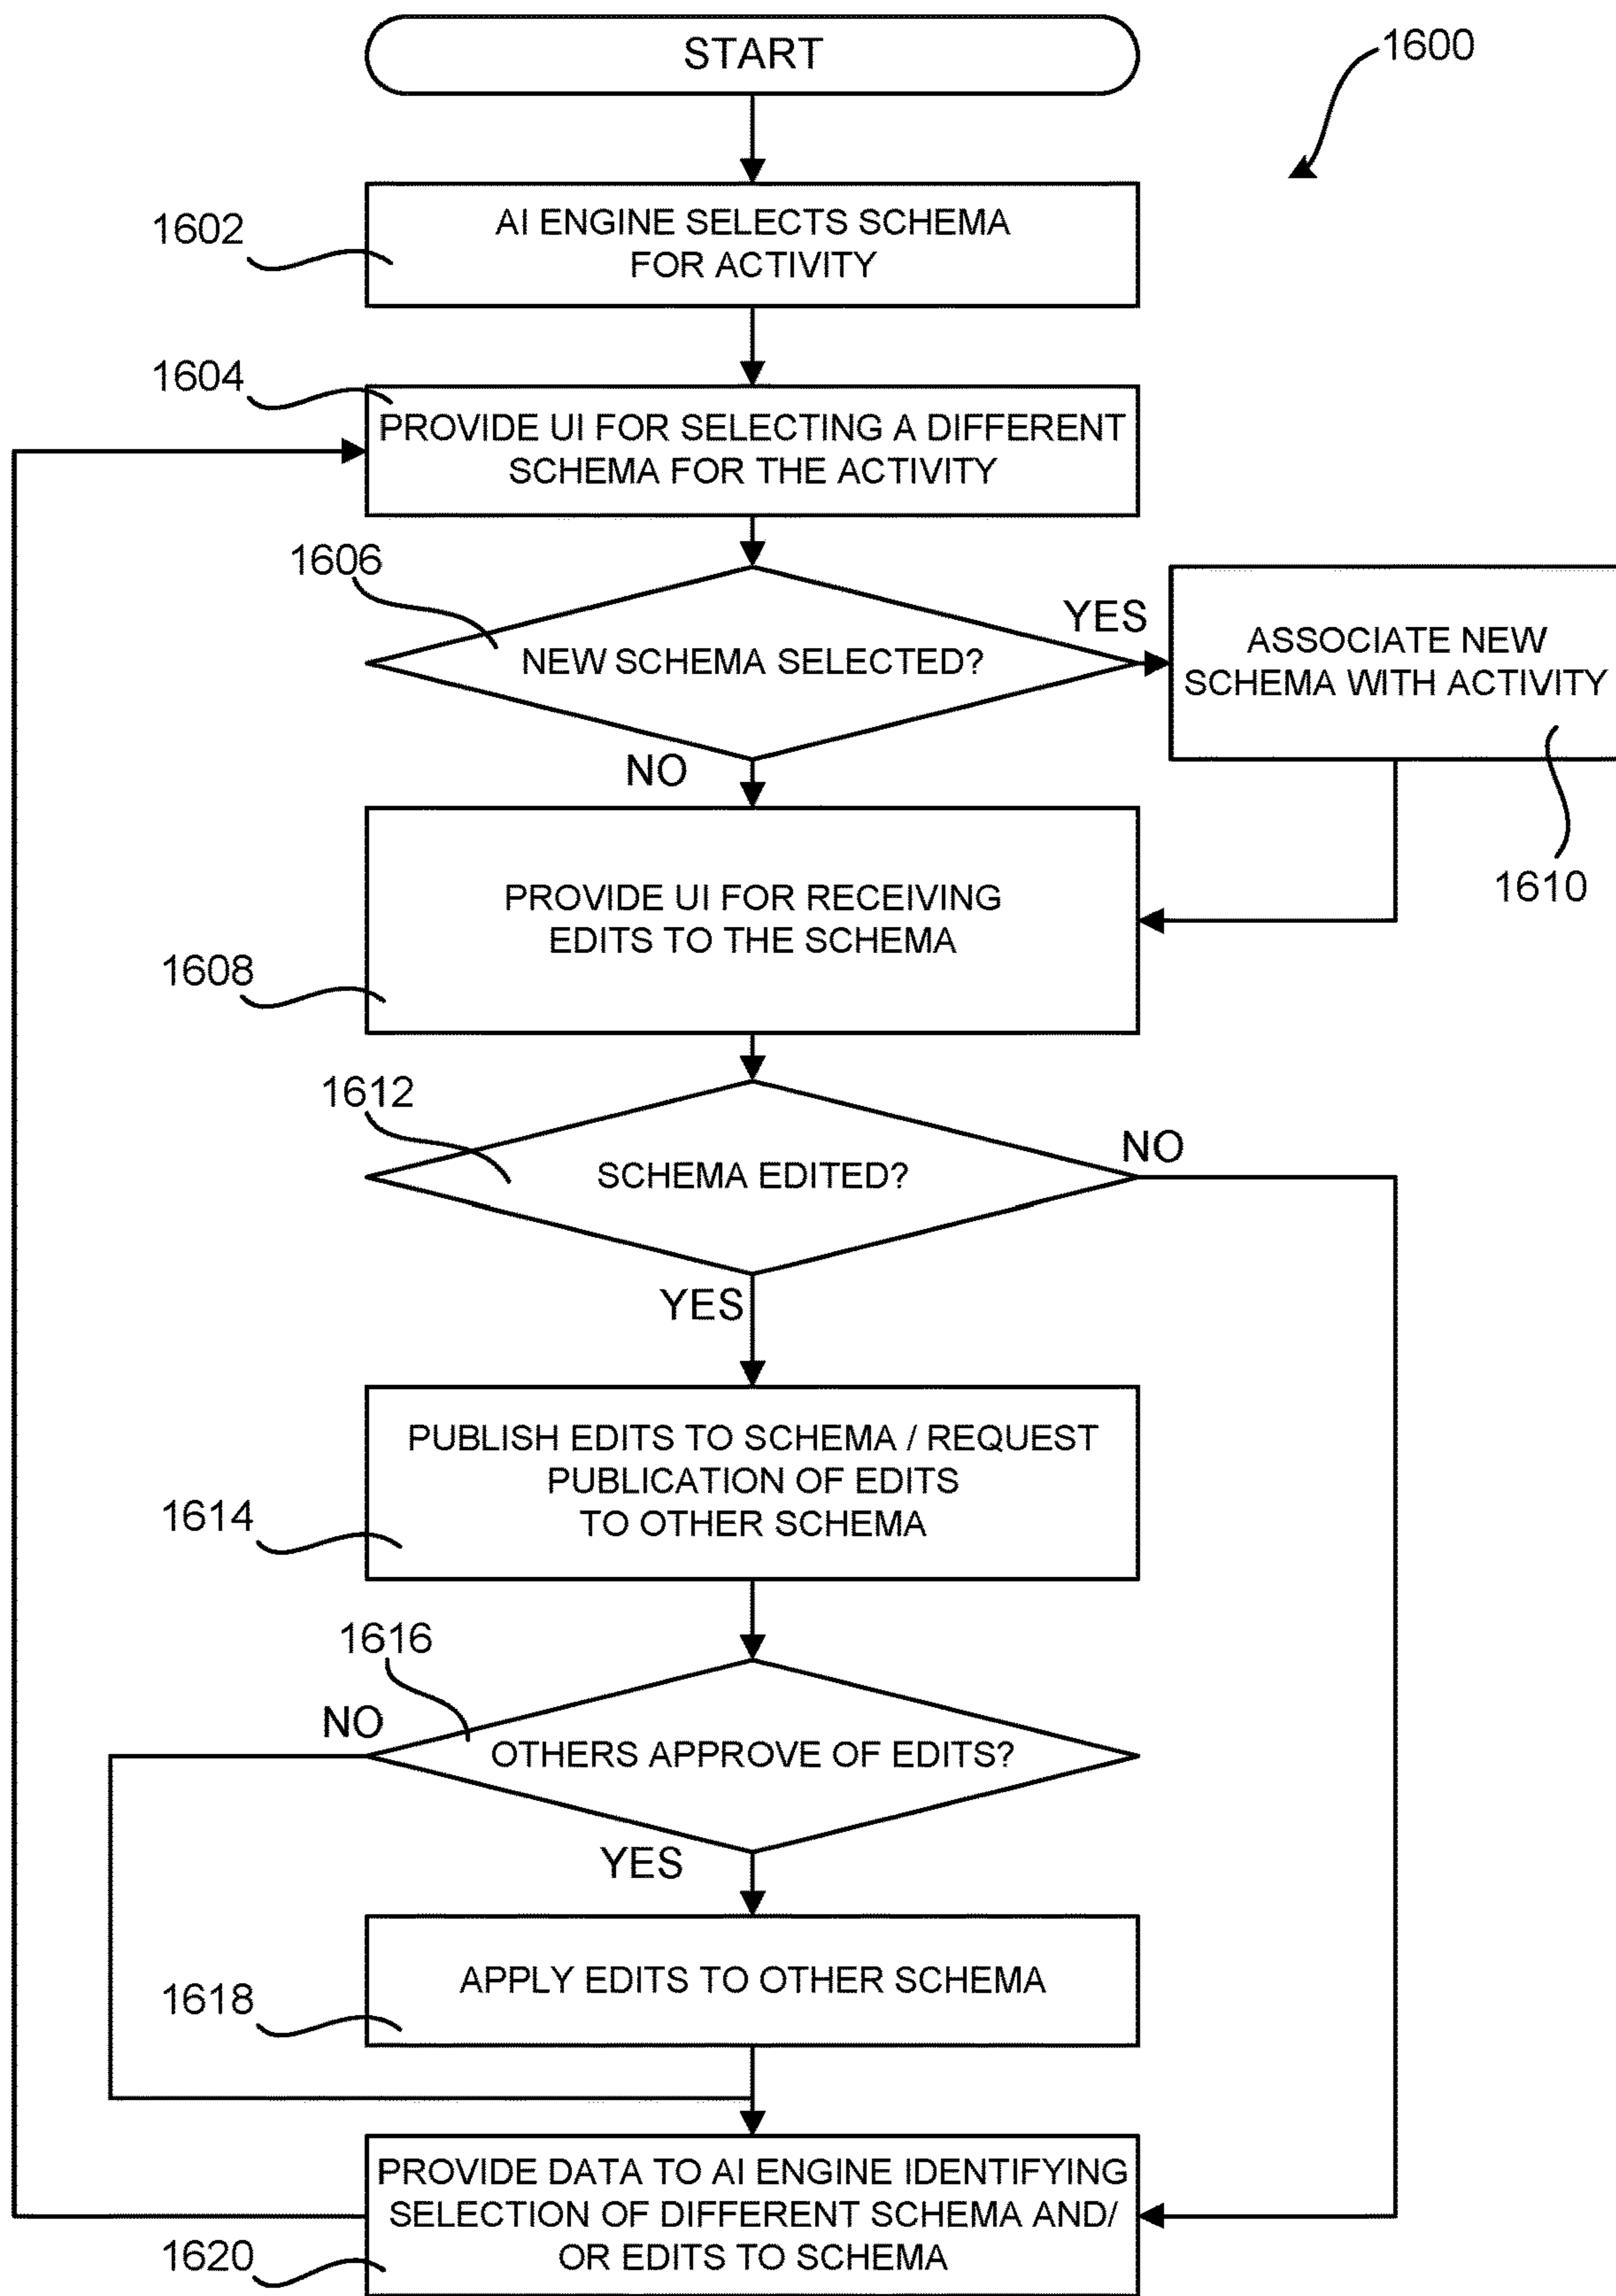 START
1600
1602
AI ENGINE SELECTS SCHEMA
FOR ACTIVITY
1604
PROVIDE UI FOR SELECTING A DIFFERENT
SCHEMA FOR THE ACTIVITY
1606
NEW SCHEMA SELECTED?
YES
ASSOCIATE NEW
SCHEMA WITH ACTIVITY
1610
NO
PROVIDE UI FOR RECEIVING
EDITS TO THE SCHEMA
1608
1612
SCHEMA EDITED?
NO
YES
PUBLISH EDITS TO SCHEMA / REQUEST
PUBLICATION OF EDITS
TO OTHER SCHEMA
1614
1616
NO
OTHERS APPROVE OF EDITS?
YES
APPLY EDITS TO OTHER SCHEMA
1618
PROVIDE DATA TO AI ENGINE IDENTIFYING
SELECTION OF DIFFERENT SCHEMA AND/
OR EDITS TO SCHEMA
1620